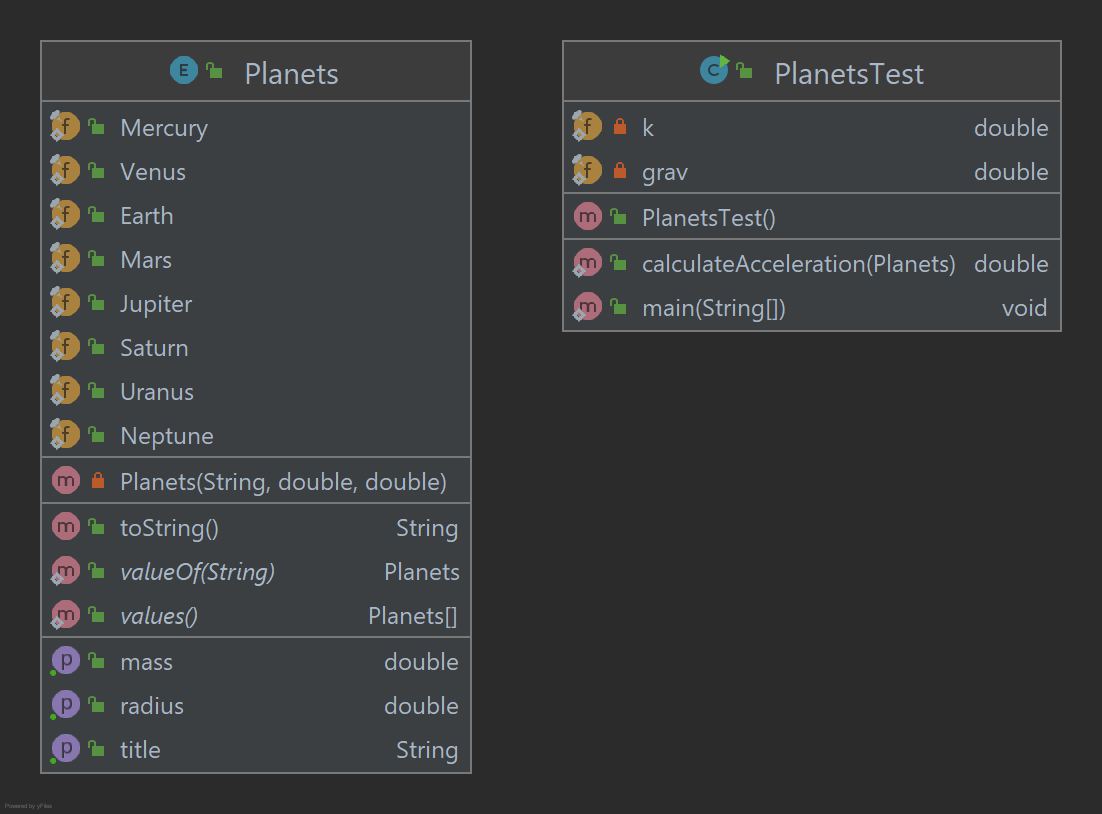 E Planets
f Mercury
f Venus
f Earth
f Mars
f Jupiter
f Saturn
f Uranus
f Neptune
m Planets(String, double, double)
m toString() String
m valueOf(String) Planets
m values() Planets[]
p mass double
p radius double
p title String
C PlanetsTest
f k double
f grav double
m PlanetsTest()
m calculateAcceleration(Planets) double
m main(String[]) void
Powered by yFiles